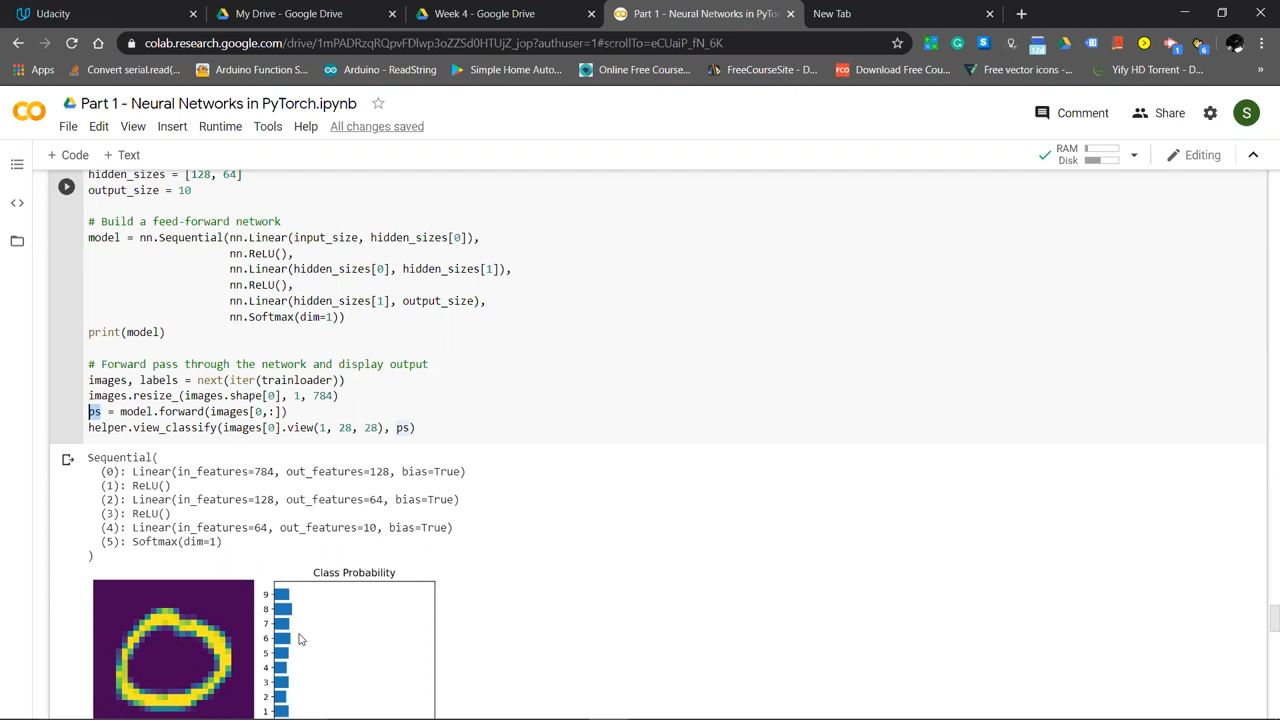 Udacity
My Drive - Google Drive
Week 4 - Google Drive
Part 1 - Neural Networks in PyTor
New Tab
colab.research.google.com/drive/1mPADRzqRQpvFDlwp3oZZSd0HTUjZ_jop?authuser=1#scrollTo=eCUaiP_fN_6K
Apps
Convert serial.read(...
Arduino Function S...
Arduino - ReadString
Simple Home Auto...
Online Free Course...
FreeCourseSite - D...
Download Free Cou...
Free vector icons -...
Yify HD Torrent - D...
Part 1 - Neural Networks in PyTorch.ipynb
Comment
Share
S
File Edit View Insert Runtime Tools Help All changes saved
+ Code + Text
RAM
Disk
Editing
hidden_sizes = [128, 64]
output_size = 10
# Build a feed-forward network
model = nn.Sequential(nn.Linear(input_size, hidden_sizes[0]),
nn.ReLU(),
nn.Linear(hidden_sizes[0], hidden_sizes[1]),
nn.ReLU(),
nn.Linear(hidden_sizes[1], output_size),
nn.Softmax(dim=1))
print(model)
# Forward pass through the network and display output
images, labels = next(iter(trainloader))
images.resize_(images.shape[0], 1, 784)
ps = model.forward(images[0,:])
helper.view_classify(images[0].view(1, 28, 28), ps)
Sequential(
(0): Linear(in_features=784, out_features=128, bias=True)
(1): ReLU()
(2): Linear(in_features=128, out_features=64, bias=True)
(3): ReLU()
(4): Linear(in_features=64, out_features=10, bias=True)
(5): Softmax(dim=1)
)
Class Probability
9
8
7
6
5
4
3
2
1